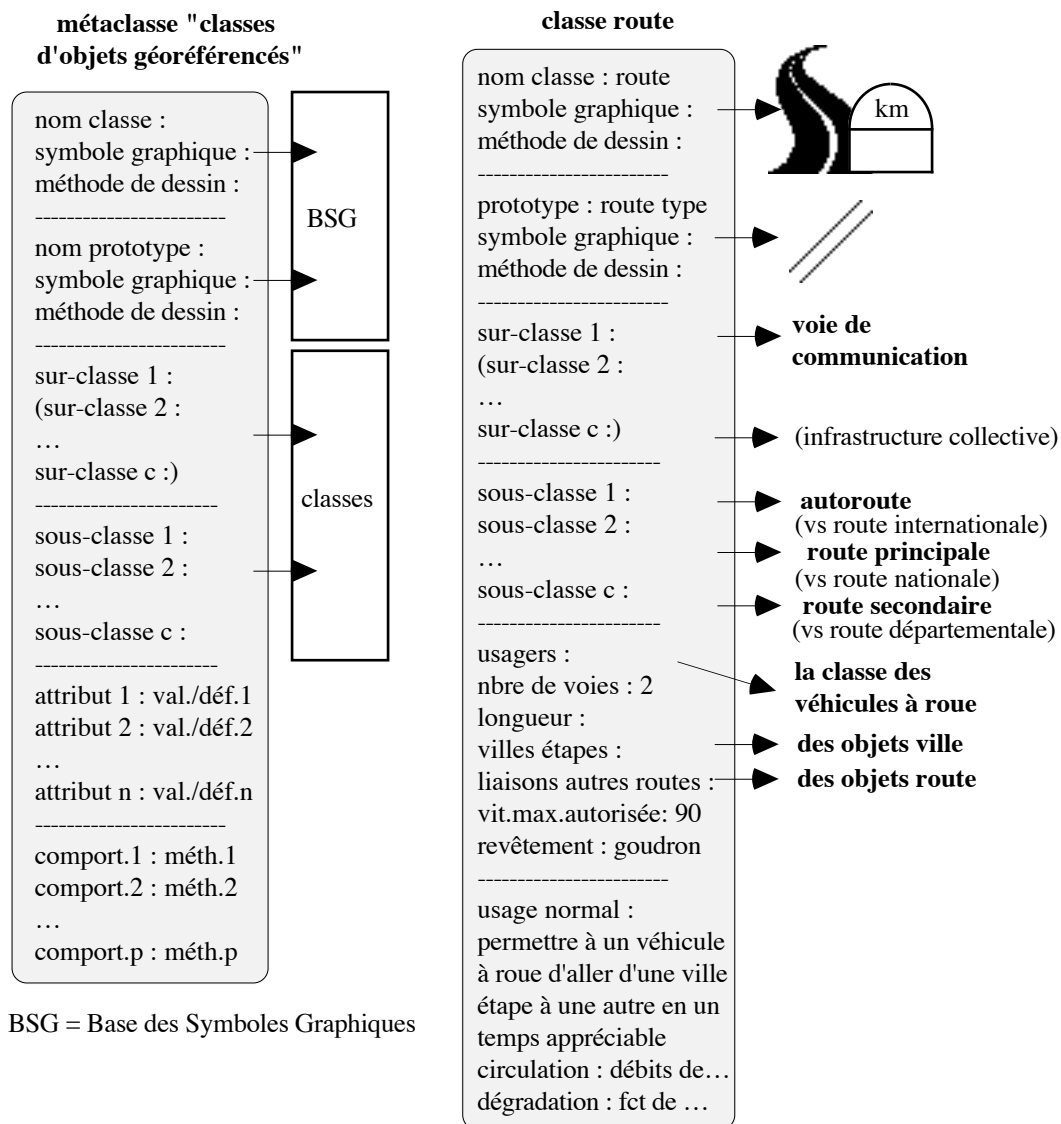 métaclasse "classes
d'objets géoréférencés"
nom classe :
symbole graphique :
méthode de dessin :
------------------------
nom prototype :
symbole graphique :
méthode de dessin :
------------------------
sur-classe 1 :
(sur-classe 2 :
…
sur-classe c :)
-----------------------
sous-classe 1 :
sous-classe 2 :
…
sous-classe c :
-----------------------
attribut 1 : val./déf.1
attribut 2 : val./déf.2
…
attribut n : val./déf.n
------------------------
comport.1 : méth.1
comport.2 : méth.2
…
comport.p : méth.p
BSG
classes
BSG = Base des Symboles Graphiques
classe route
nom classe : route
symbole graphique :
méthode de dessin :
------------------------
prototype : route type
symbole graphique :
méthode de dessin :
------------------------
sur-classe 1 :
(sur-classe 2 :
…
sur-classe c :)
-----------------------
sous-classe 1 :
sous-classe 2 :
…
sous-classe c :
-----------------------
usagers :
nbre de voies : 2
longueur :
villes étapes :
liaisons autres routes :
vit.max.autorisée: 90
revêtement : goudron
------------------------
usage normal :
permettre à un véhicule
à roue d'aller d'une ville
étape à une autre en un
temps appréciable
circulation : débits de…
dégradation : fct de …
km
voie de
communication
(infrastructure collective)
autoroute
(vs route internationale)
route principale
(vs route nationale)
route secondaire
(vs route départementale)
la classe des
véhicules à roue
des objets ville
des objets route